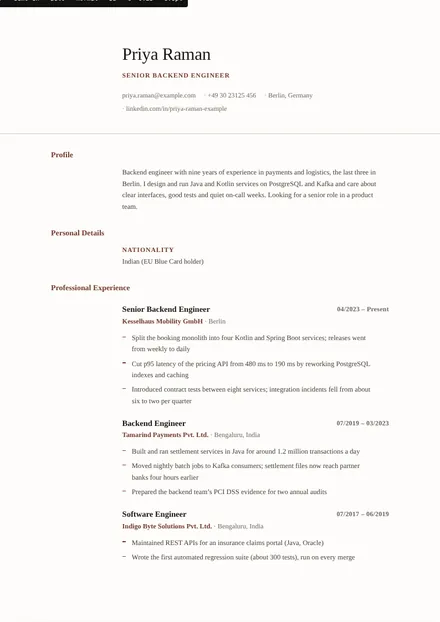 Priya Raman
SENIOR BACKEND ENGINEER
priya.raman@example.com · +49 30 23125 456 · Berlin, Germany
· linkedin.com/in/priya-raman-example
Profile
Backend engineer with nine years of experience in payments and logistics, the last three in
Berlin. I design and run Java and Kotlin services on PostgreSQL and Kafka and care about
clear interfaces, good tests and quiet on-call weeks. Looking for a senior role in a product
team.
Personal Details
NATIONALITY
Indian (EU Blue Card holder)
Professional Experience
Senior Backend Engineer 04/2023 – Present
Kesselhaus Mobility GmbH · Berlin
– Split the booking monolith into four Kotlin and Spring Boot services; releases went
from weekly to daily
– Cut p95 latency of the pricing API from 480 ms to 190 ms by reworking PostgreSQL
indexes and caching
– Introduced contract tests between eight services; integration incidents fell from about
six to two per quarter
Backend Engineer 07/2019 – 03/2023
Tamarind Payments Pvt. Ltd. · Bengaluru, India
– Built and ran settlement services in Java for around 1.2 million transactions a day
– Moved nightly batch jobs to Kafka consumers; settlement files now reach partner
banks four hours earlier
– Prepared the backend team’s PCI DSS evidence for two annual audits
Software Engineer 07/2017 – 06/2019
Indigo Byte Solutions Pvt. Ltd. · Bengaluru, India
– Maintained REST APIs for an insurance claims portal (Java, Oracle)
– Wrote the first automated regression suite (about 300 tests), run on every merge